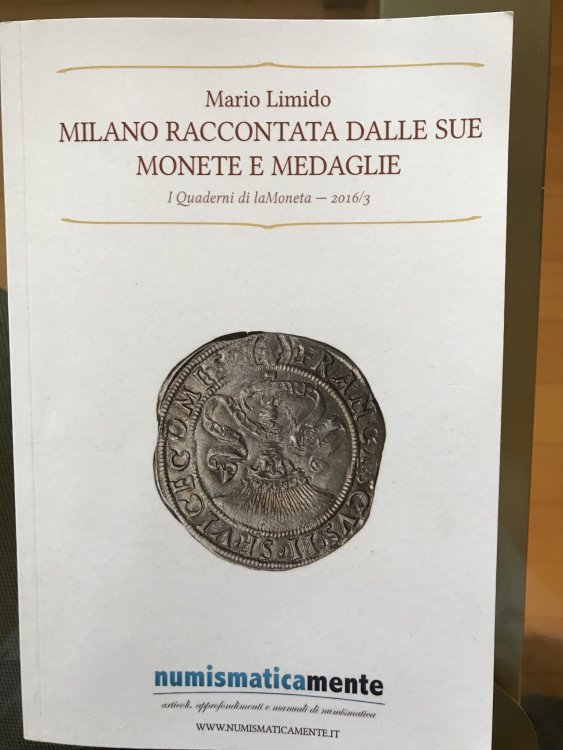 Mario Limido
MILANO RACCONTATA DALLE SUE
MONETE E MEDAGLIE
I Quaderni di laMoneta — 2016/3
FRANCISCVS·II·SF·VICECOMES
numismaticamente
articoli, approfondimenti e manuali di numismatica
WWW.NUMISMATICAMENTE.IT